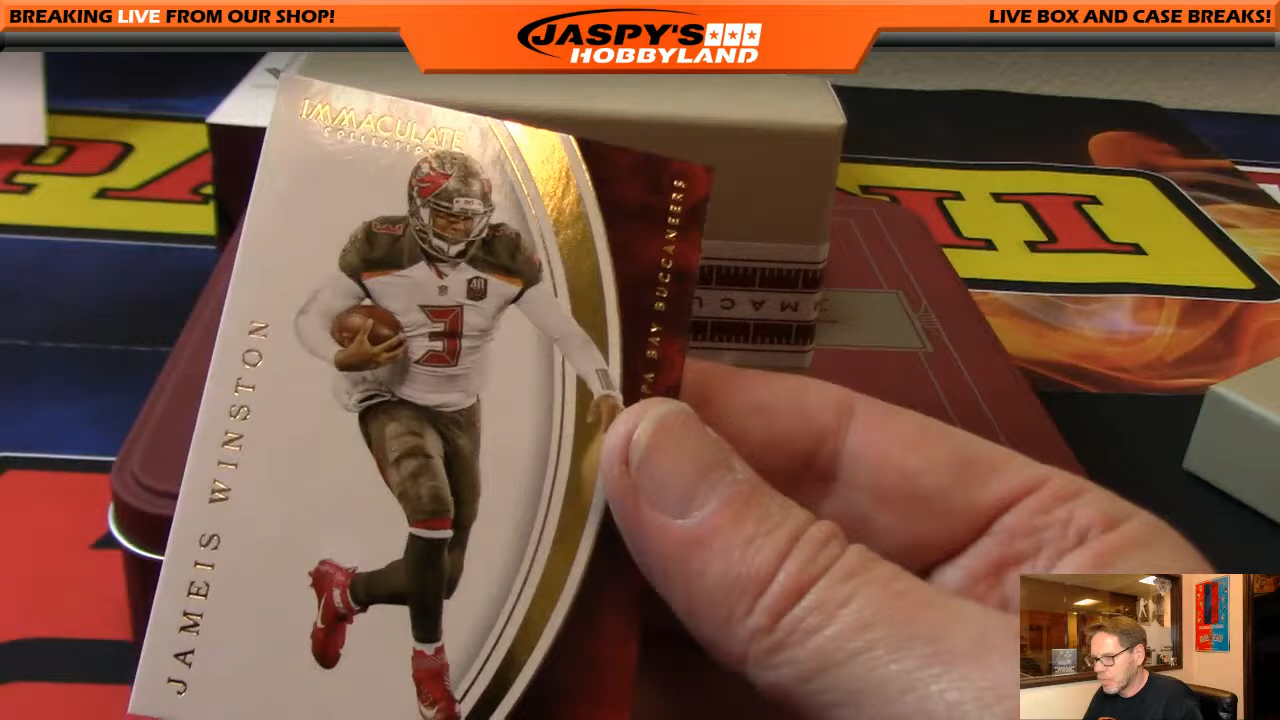 BREAKING LIVE FROM OUR SHOP!
JASPY'S
HOBBYLAND
LIVE BOX AND CASE BREAKS!
IMMACULATE
COLLECTION
JAMEIS WINSTON
3
PA BAY BUCCANEERS